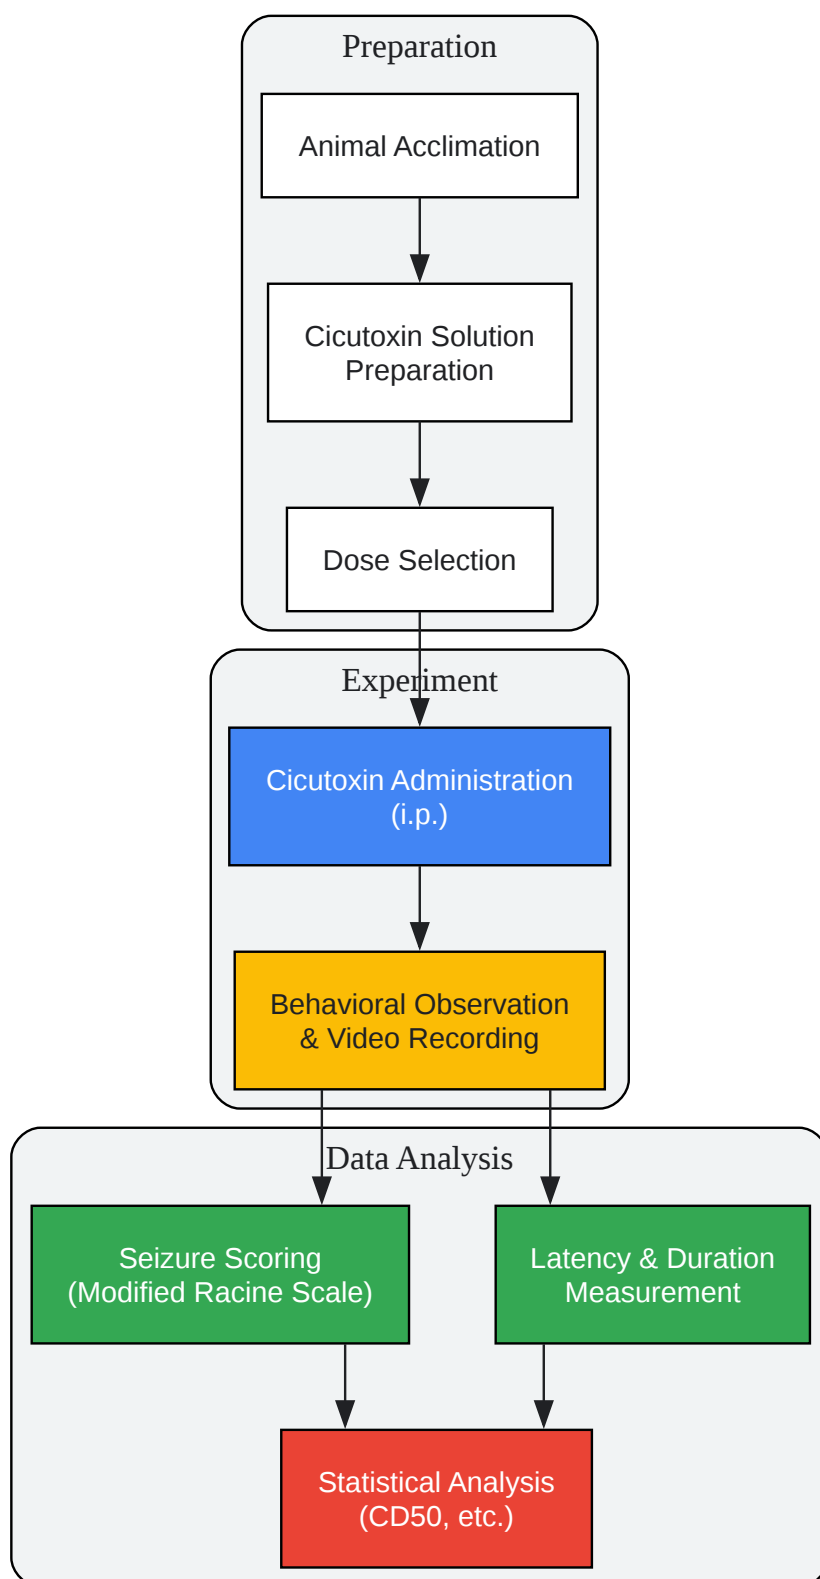 Preparation
Animal Acclimation
Cicutoxin Solution
Preparation
Dose Selection
Experiment
Cicutoxin Administration
(i.p.)
Behavioral Observation
& Video Recording
Data Analysis
Seizure Scoring
(Modified Racine Scale)
Latency & Duration
Measurement
Statistical Analysis
(CD50, etc.)